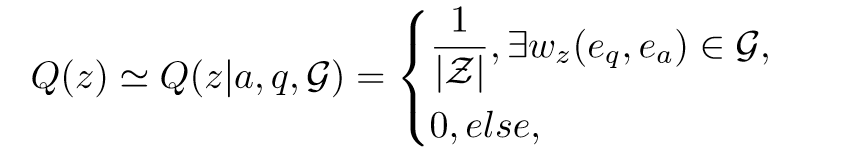 Q(z) ≃ Q(z|a, q, 𝒢) = { 1/|𝒵|, ∃w_z(e_q, e_a) ∈ 𝒢,
0, else,